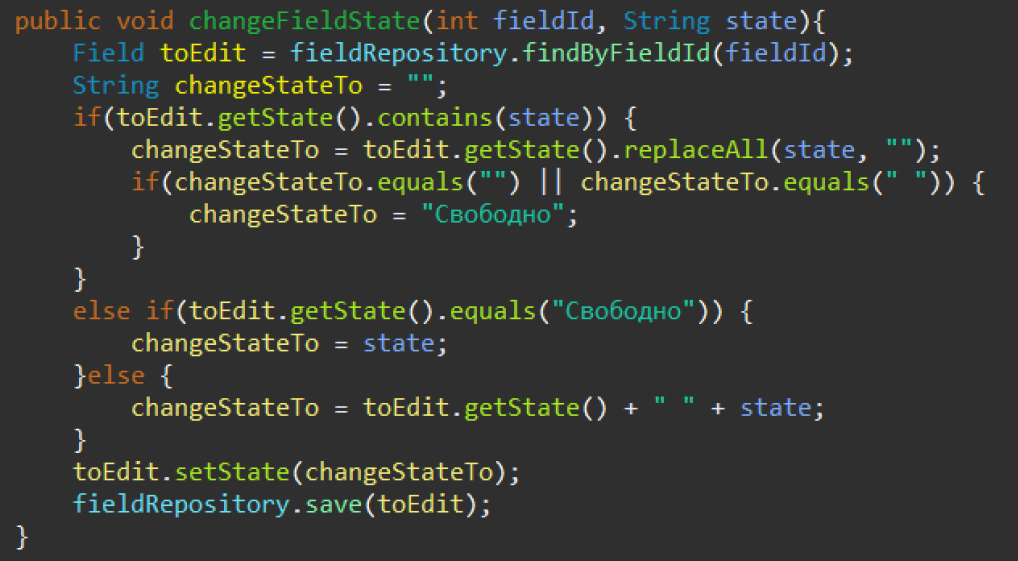 public void changeFieldState(int fieldId, String state){
    Field toEdit = fieldRepository.findByFieldId(fieldId);
    String changeStateTo = "";
    if(toEdit.getState().contains(state)) {
        changeStateTo = toEdit.getState().replaceAll(state, "");
        if(changeStateTo.equals("") || changeStateTo.equals(" ")) {
            changeStateTo = "Свободно";
        }
    }
    else if(toEdit.getState().equals("Свободно")) {
        changeStateTo = state;
    }else {
        changeStateTo = toEdit.getState() + " " + state;
    }
    toEdit.setState(changeStateTo);
    fieldRepository.save(toEdit);
}